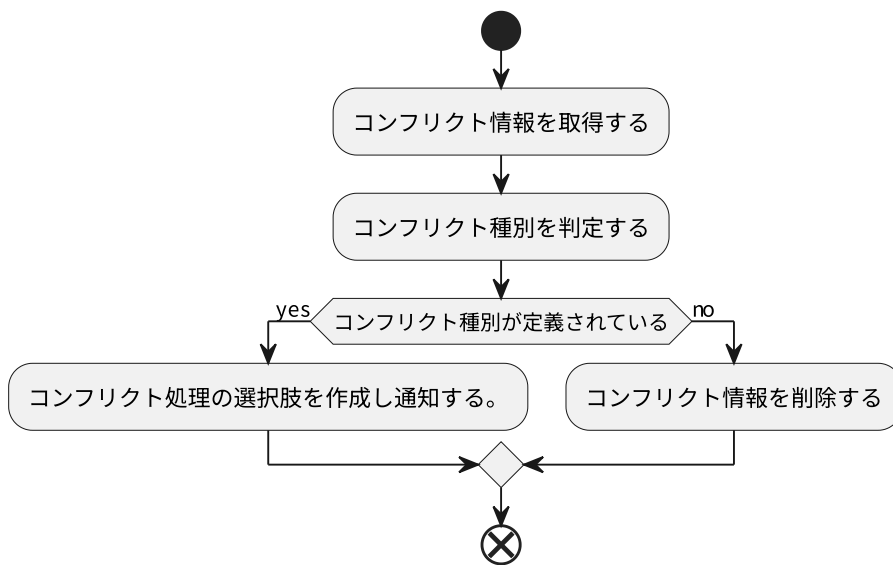 コンフリクト情報を取得する
コンフリクト種別を判定する
yes
コンフリクト種別が定義されている
no
コンフリクト処理の選択肢を作成し通知する。
コンフリクト情報を削除する